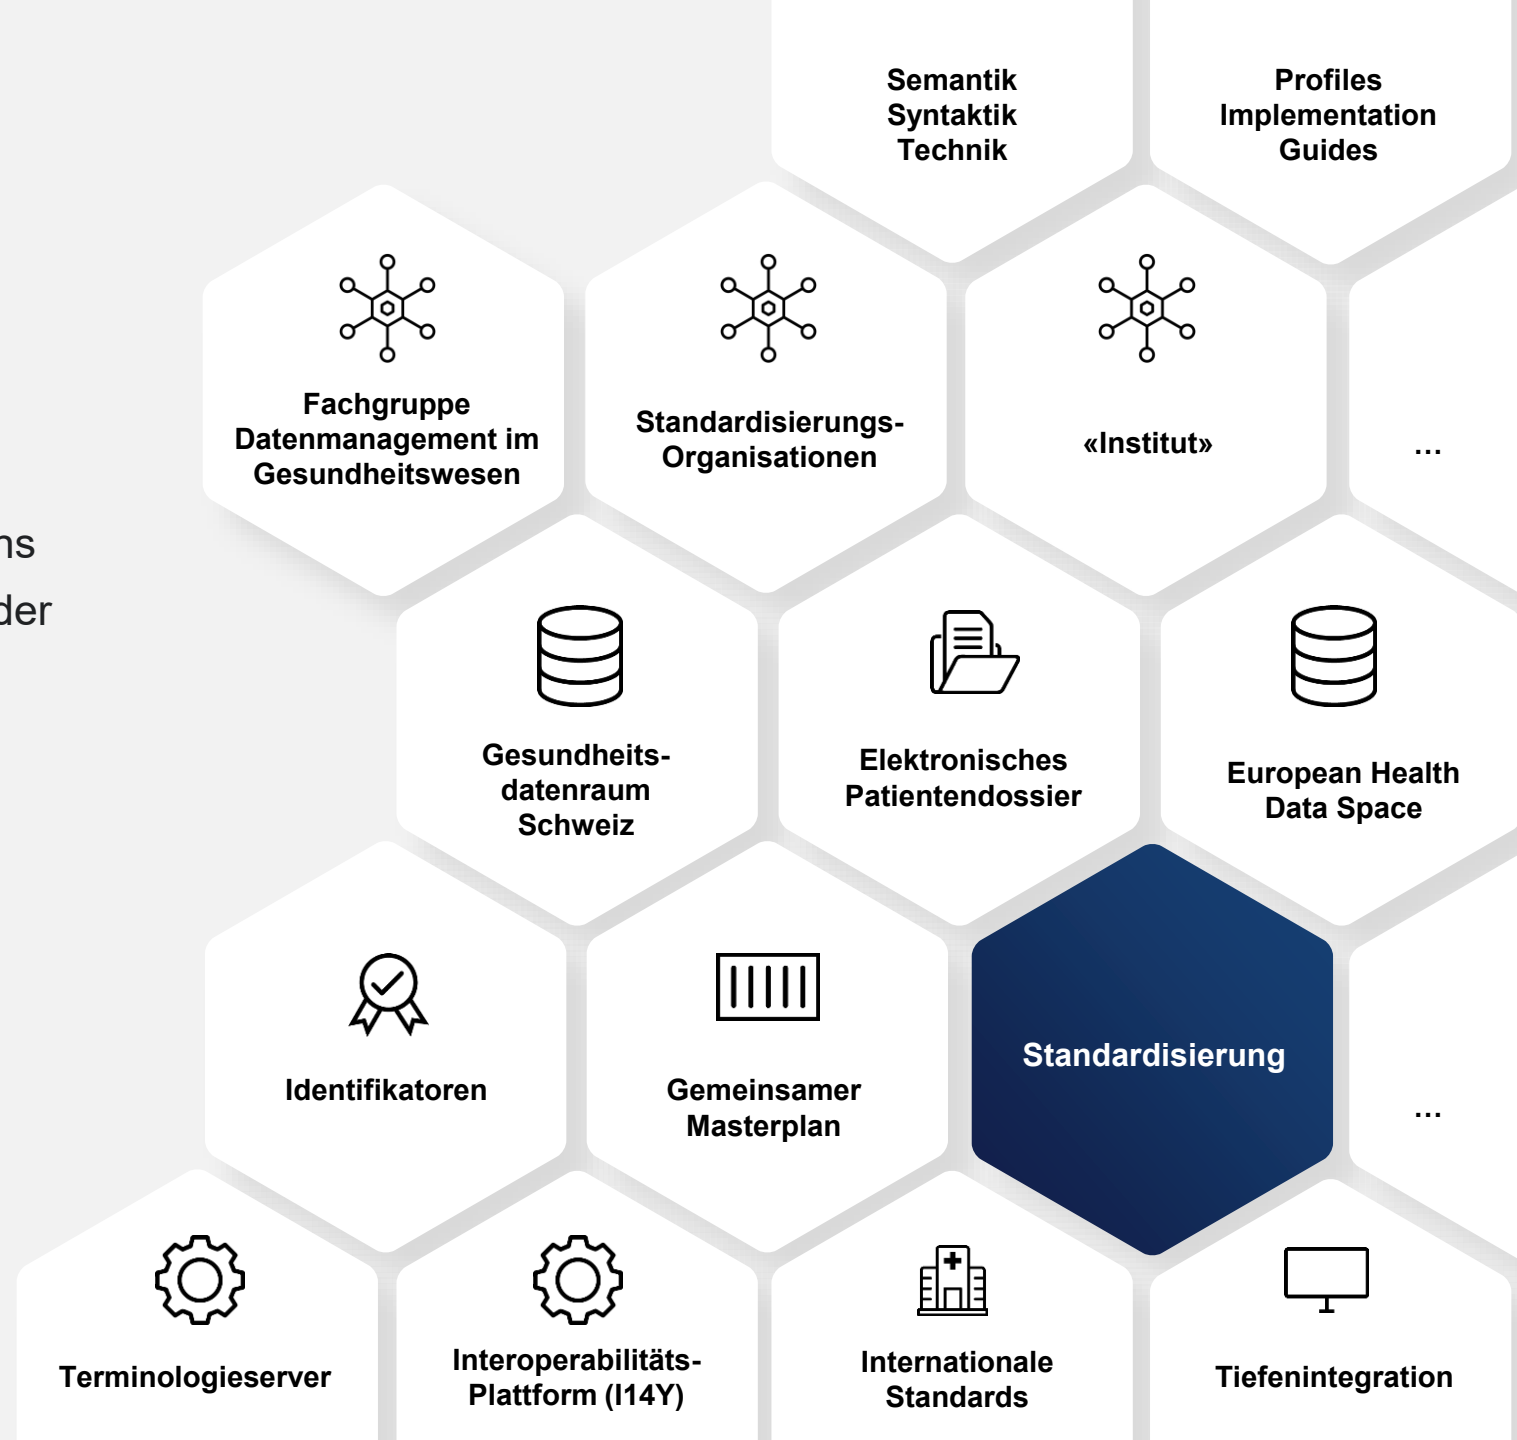 Semantik
Syntaktik
Technik
Profiles
Implementation
Guides
Fachgruppe
Datenmanagement im
Gesundheitswesen
Standardisierungs-
Organisationen
«Institut»
...
ns
der
Gesundheits-
datenraum
Schweiz
Elektronisches
Patientendossier
European Health
Data Space
Identifikatoren
Gemeinsamer
Masterplan
Standardisierung
...
Terminologieserver
Interoperabilitäts-
Plattform (I14Y)
Internationale
Standards
Tiefenintegration